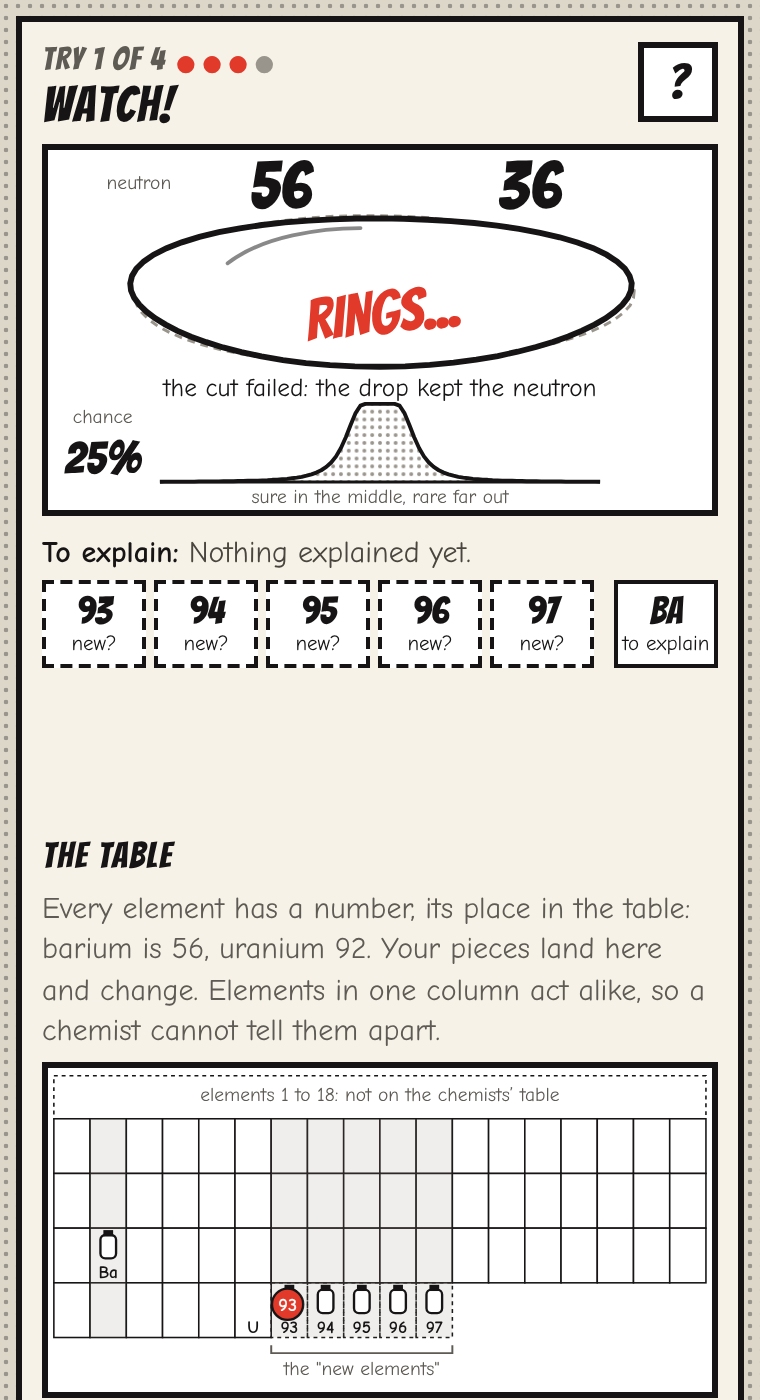 TRY 1 OF 4
WATCH!
?
neutron
56
36
RINGS...
the cut failed: the drop kept the neutron
chance
25%
sure in the middle, rare far out
To explain: Nothing explained yet.
93 94 95 96 97 BA
new? new? new? new? new? to explain
THE TABLE
Every element has a number, its place in the table:
barium is 56, uranium 92. Your pieces land here
and change. Elements in one column act alike, so a
chemist cannot tell them apart.
elements 1 to 18: not on the chemists' table
Ba
93
U 93 94 95 96 97
the "new elements"